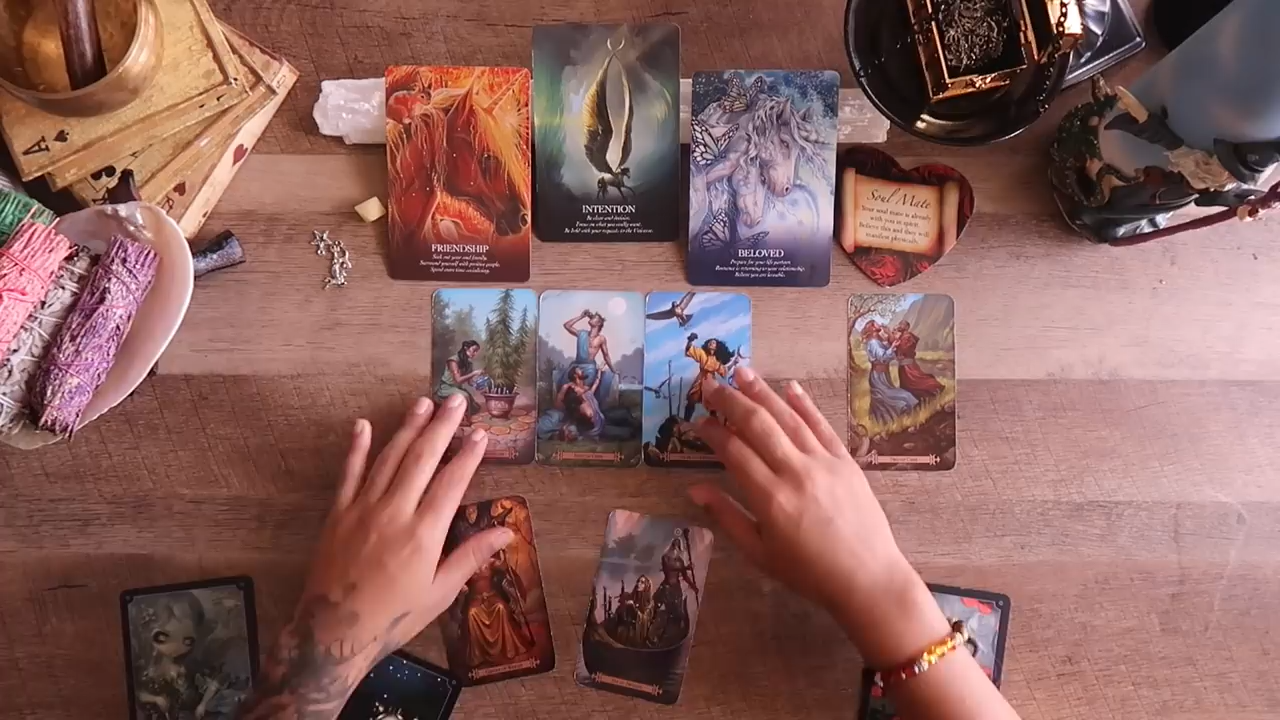 FRIENDSHIP
Seek out your soul family.
Surround yourself with positive people.
Spend more time socializing.
INTENTION
Be clear and decisive.
Focus on what you really want.
Be bold with your requests to the Universe.
BELOVED
Prepare for your life partner.
Romance is returning to your relationship.
Believe you are lovable.
Soul Mate
Your soul mate is already
with you in spirit.
Believe this and they will
manifest physically.
A